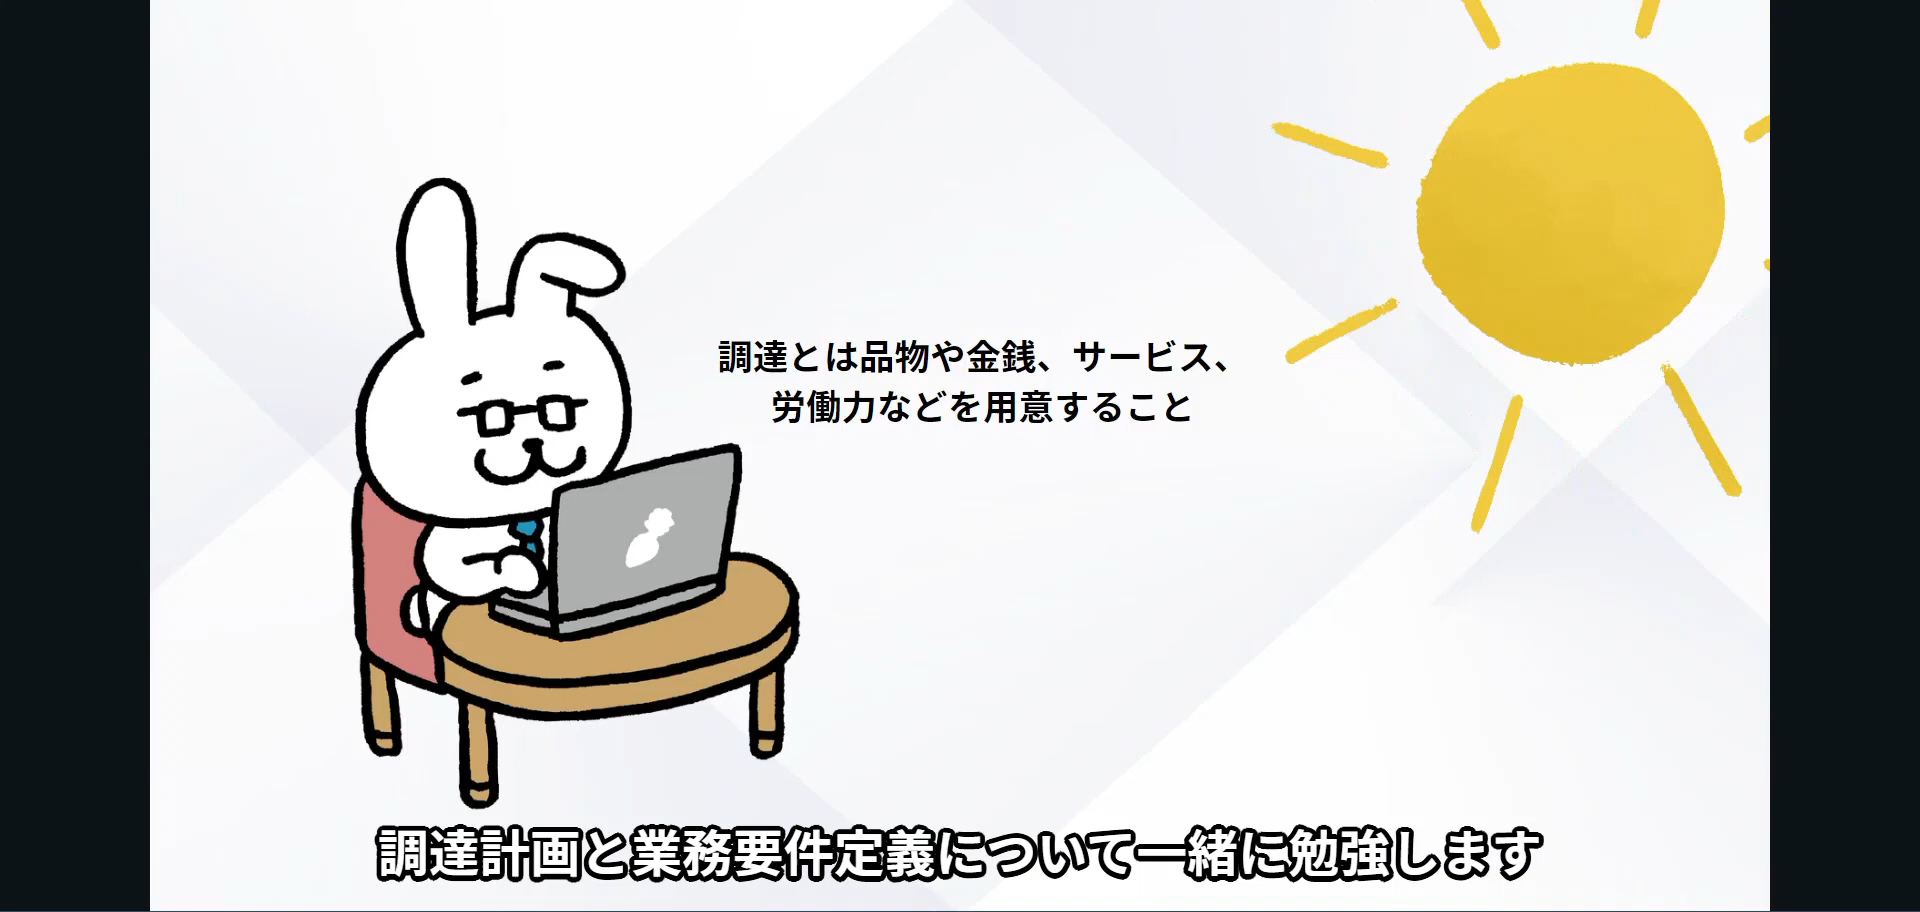 調達とは品物や金銭、サービス、
労働力などを用意すること
調達計画と業務要件定義について一緒に勉強します